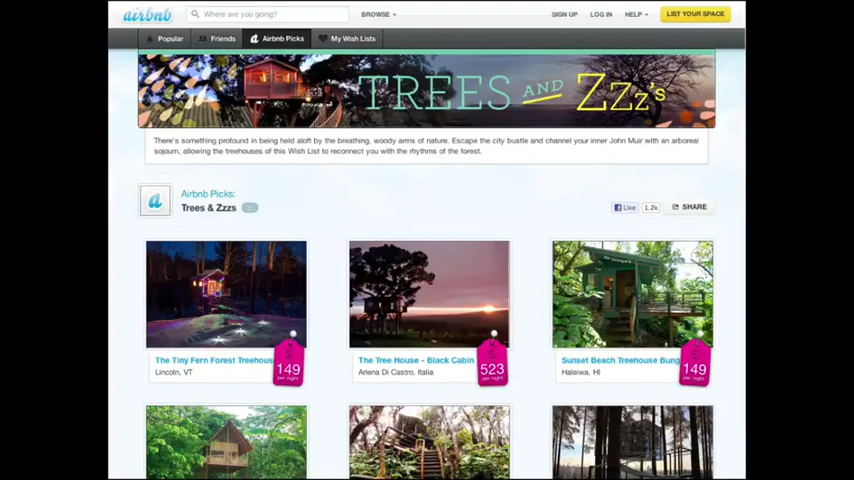 airbnb
Where are you going?
BROWSE
SIGN UP
LOG IN
HELP
LIST YOUR SPACE
Popular
Friends
Airbnb Picks
My Wish Lists
TREES AND ZZz's
There's something profound in being held aloft by the breathing, woody arms of nature. Escape the city bustle and channel your inner John Muir with an arboreal
sojourn, allowing the treehouses of this Wish List to reconnect you with the rhythms of the forest.
Airbnb Picks:
Trees & Zzzs
Like
1.2k
SHARE
The Tiny Fern Forest Treehous
Lincoln, VT
$
149
per night
The Tree House - Black Cabin
Arlena Di Castro, Italia
$
523
per night
Sunset Beach Treehouse Bung
Haleiwa, HI
$
149
per night